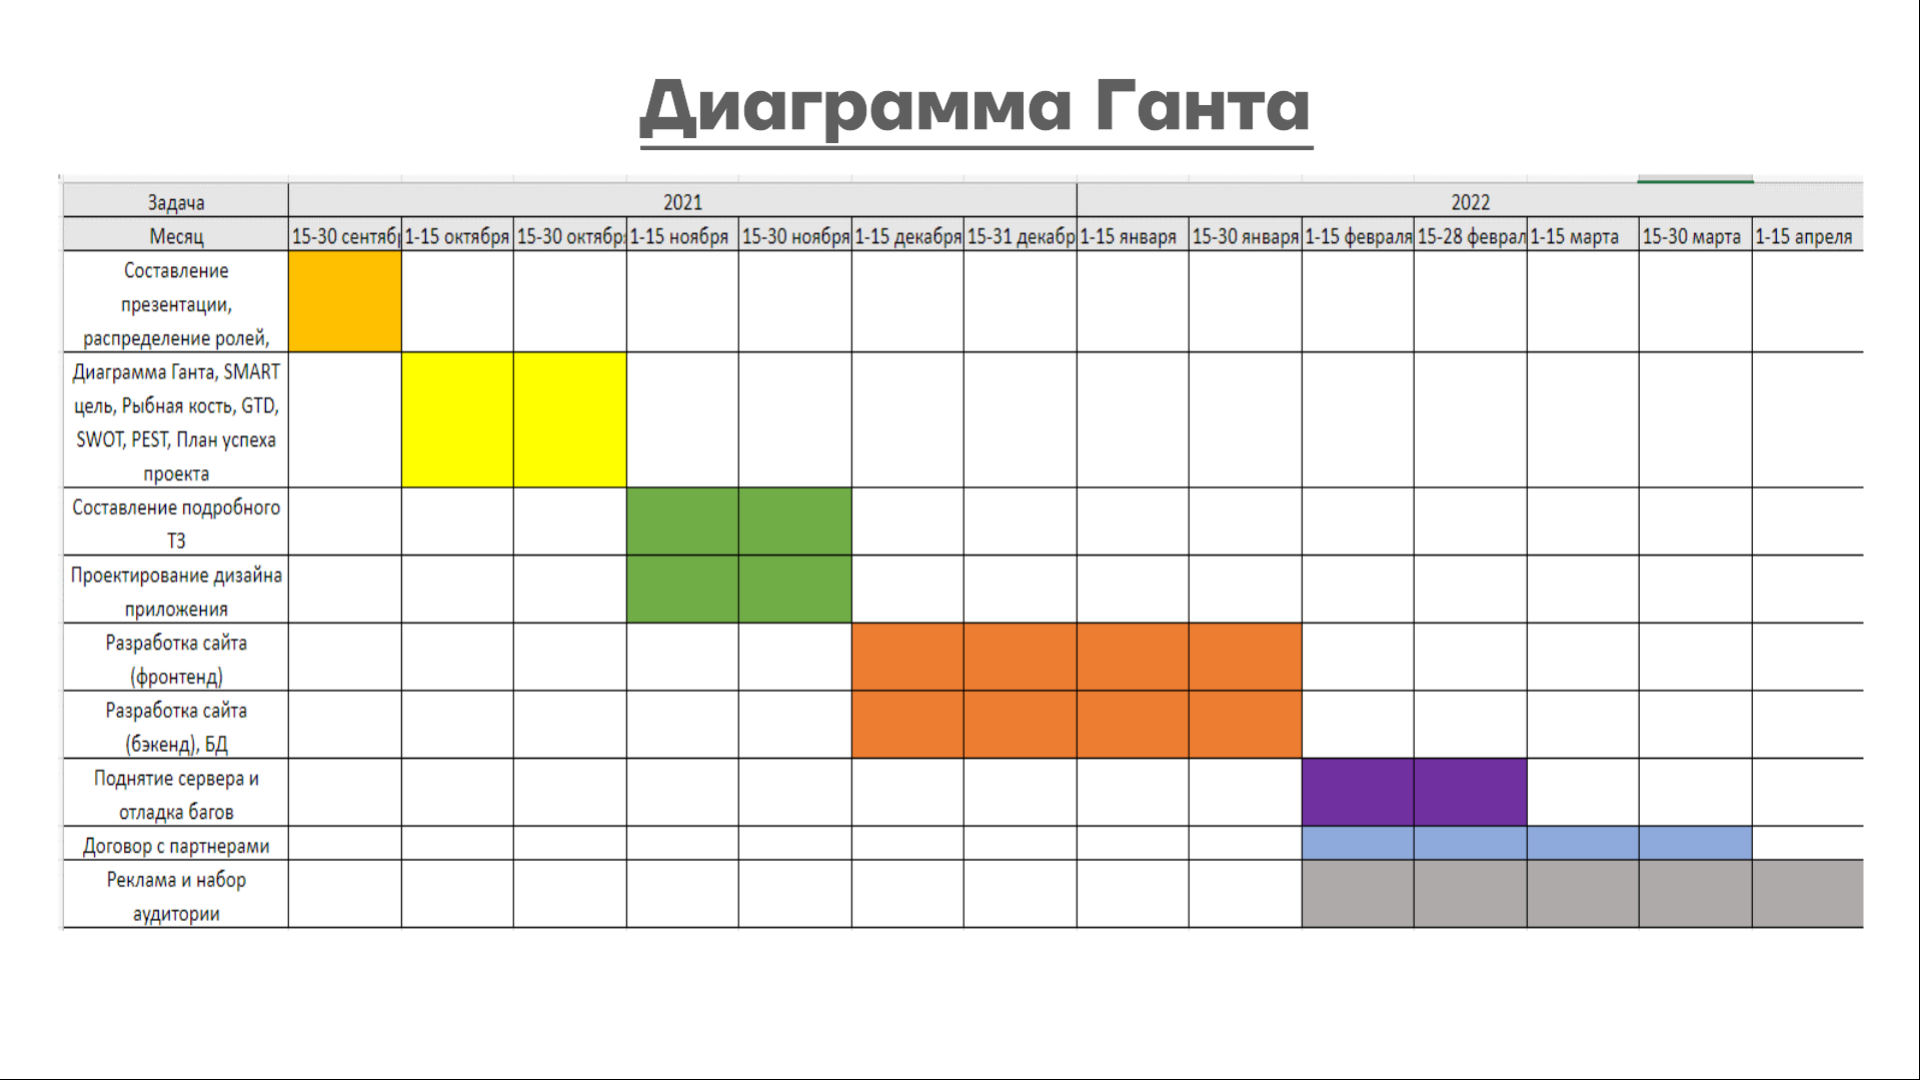 Диаграмма Ганта
Задача 2021 2022
Месяц 15-30 сентяб 1-15 октября 15-30 октябр 1-15 ноября 15-30 ноября 1-15 декабря 15-31 декабр 1-15 января 15-30 января 1-15 февраля 15-28 феврал 1-15 марта 15-30 марта 1-15 апреля
Составление
презентации,
распределение ролей,
Диаграмма Ганта, SMART
цель, Рыбная кость, GTD,
SWOT, PEST, План успеха
проекта
Составление подробного
ТЗ
Проектирование дизайна
приложения
Разработка сайта
(фронтенд)
Разработка сайта
(бэкенд), БД
Поднятие сервера и
отладка багов
Договор с партнерами
Реклама и набор
аудитории